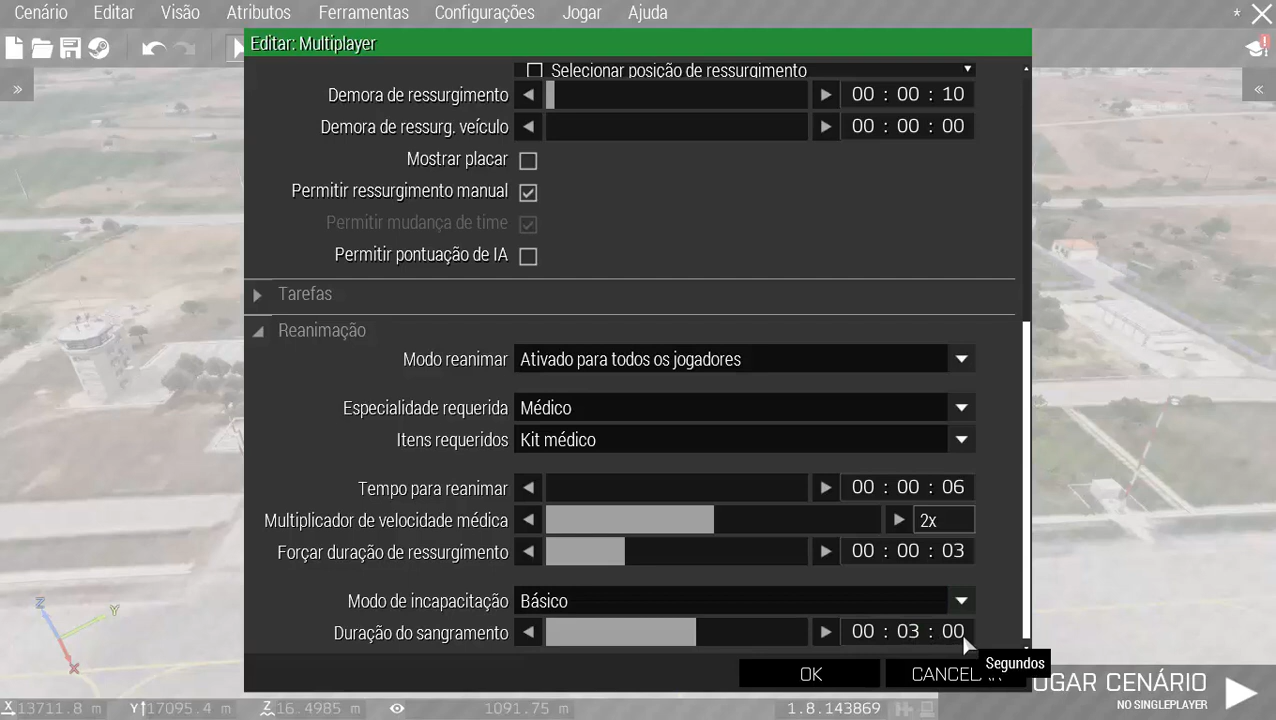 Cenário Editar Visão Atributos Ferramentas Configurações Jogar Ajuda *
Editar: Multiplayer
Selecionar posição de ressurgimento
Demora de ressurgimento 00 : 00 : 10
Demora de ressurg. veículo 00 : 00 : 00
Mostrar placar
Permitir ressurgimento manual
Permitir mudança de time
Permitir pontuação de IA
Tarefas
Reanimação
Modo reanimar Ativado para todos os jogadores
Especialidade requerida Médico
Itens requeridos Kit médico
Tempo para reanimar 00 : 00 : 06
Multiplicador de velocidade médica 2x
Forçar duração de ressurgimento 00 : 00 : 03
Modo de incapacitação Básico
Duração do sangramento 00 : 03 : 00
Segundos
OK CANCELAR
OGAR CENÁRIO
NO SINGLEPLAYER
X 13711.8 m Y 17095.4 m Z 16.4985 m 1091.75 m 1.8.143869
Z
Y
X